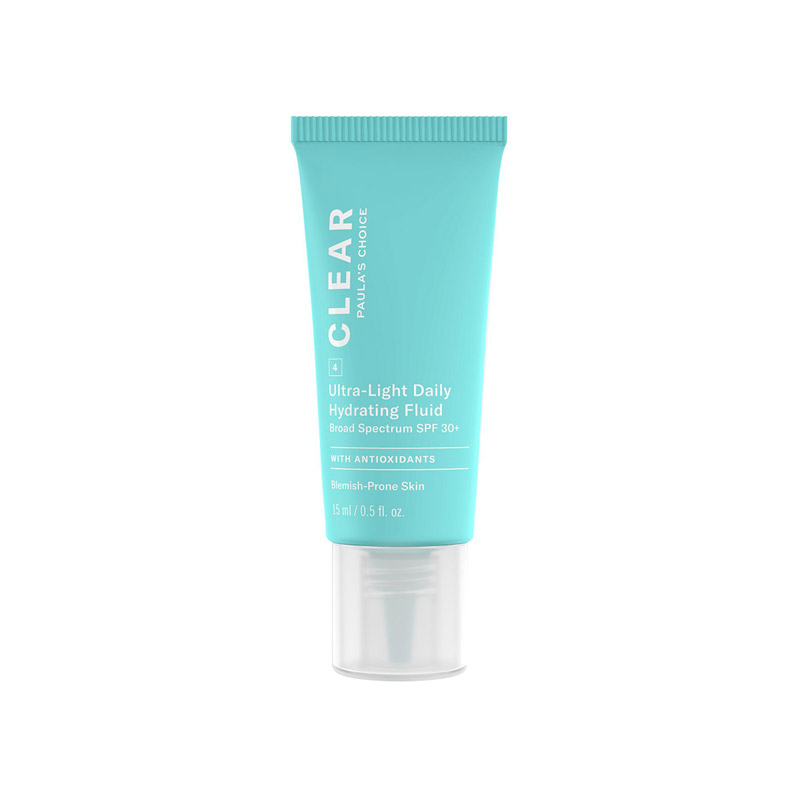 CLEAR
PAULA'S CHOICE
4
Ultra-Light Daily
Hydrating Fluid
Broad Spectrum SPF 30+
WITH ANTIOXIDANTS
Blemish-Prone Skin
15 ml / 0.5 fl. oz.